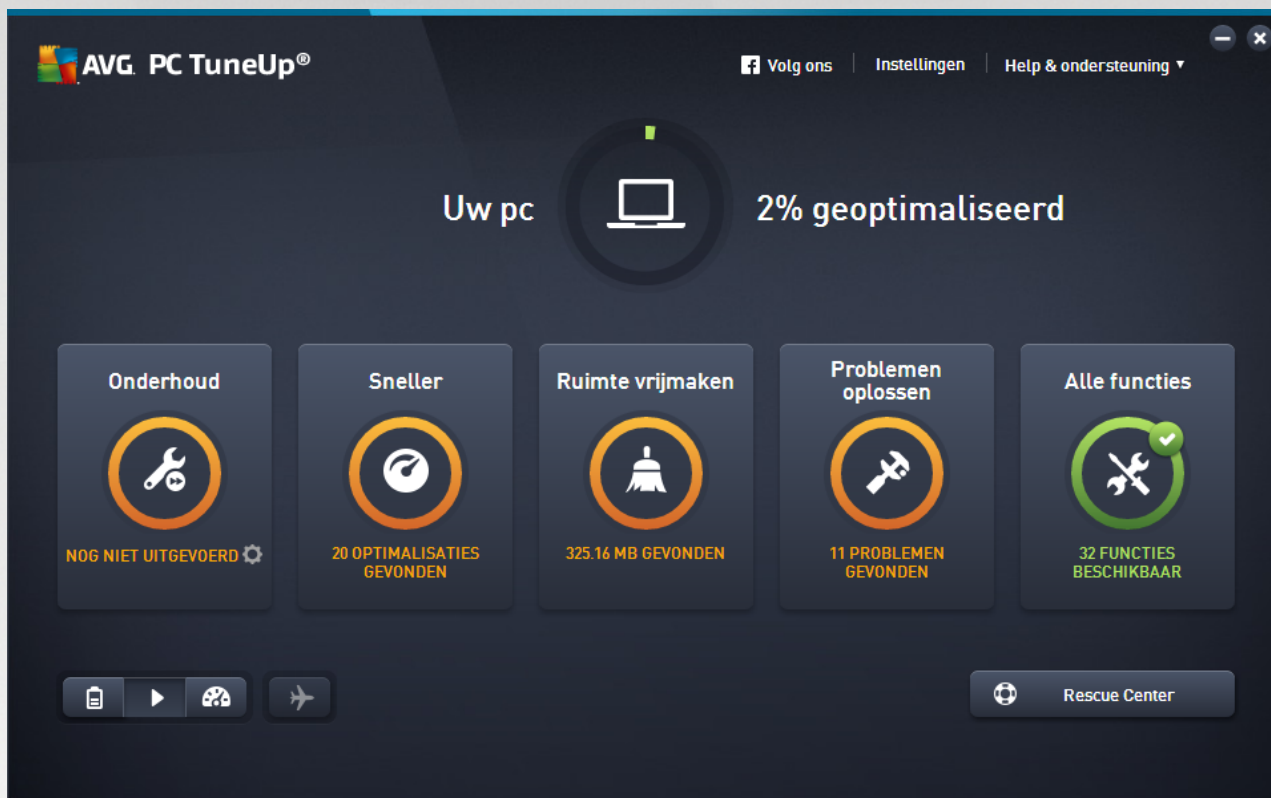 AVG. PC TuneUp®
Volg ons
Instellingen
Help & ondersteuning
Uw pc
2% geoptimaliseerd
Onderhoud
NOG NIET UITGEVOERD
Sneller
20 OPTIMALISATIES
GEVONDEN
Ruimte vrijmaken
325.16 MB GEVONDEN
Problemen
oplossen
11 PROBLEMEN
GEVONDEN
Alle functies
32 FUNCTIES
BESCHIKBAAR
Rescue Center